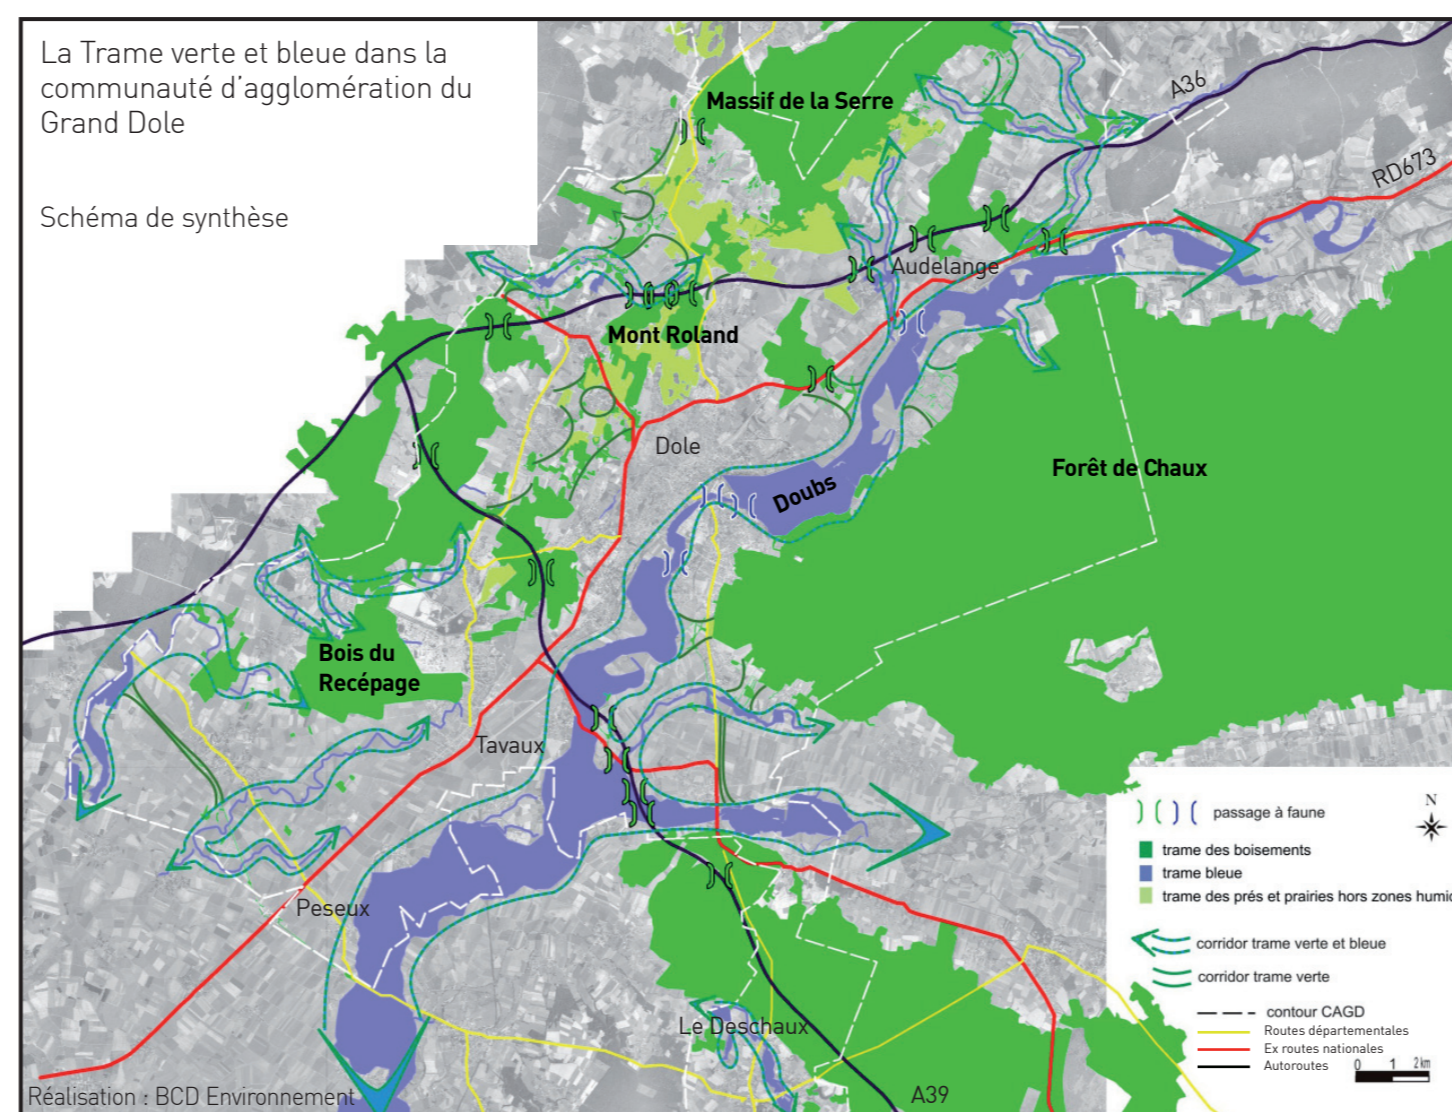 La Trame verte et bleue dans la
communauté d'agglomération du
Grand Dole
Schéma de synthèse
Massif de la Serre
A36
RD673
Audelange
Mont Roland
Dole
Doubs
Forêt de Chaux
Bois du
Recépage
Tavaux
Peseux
Le Deschaux
A39
passage à faune
N
trame des boisements
trame bleue
trame des prés et prairies hors zones humid
corridor trame verte et bleue
corridor trame verte
contour CAGD
Routes départementales
Ex routes nationales
Autoroutes
0 1 2km
Réalisation : BCD Environnement